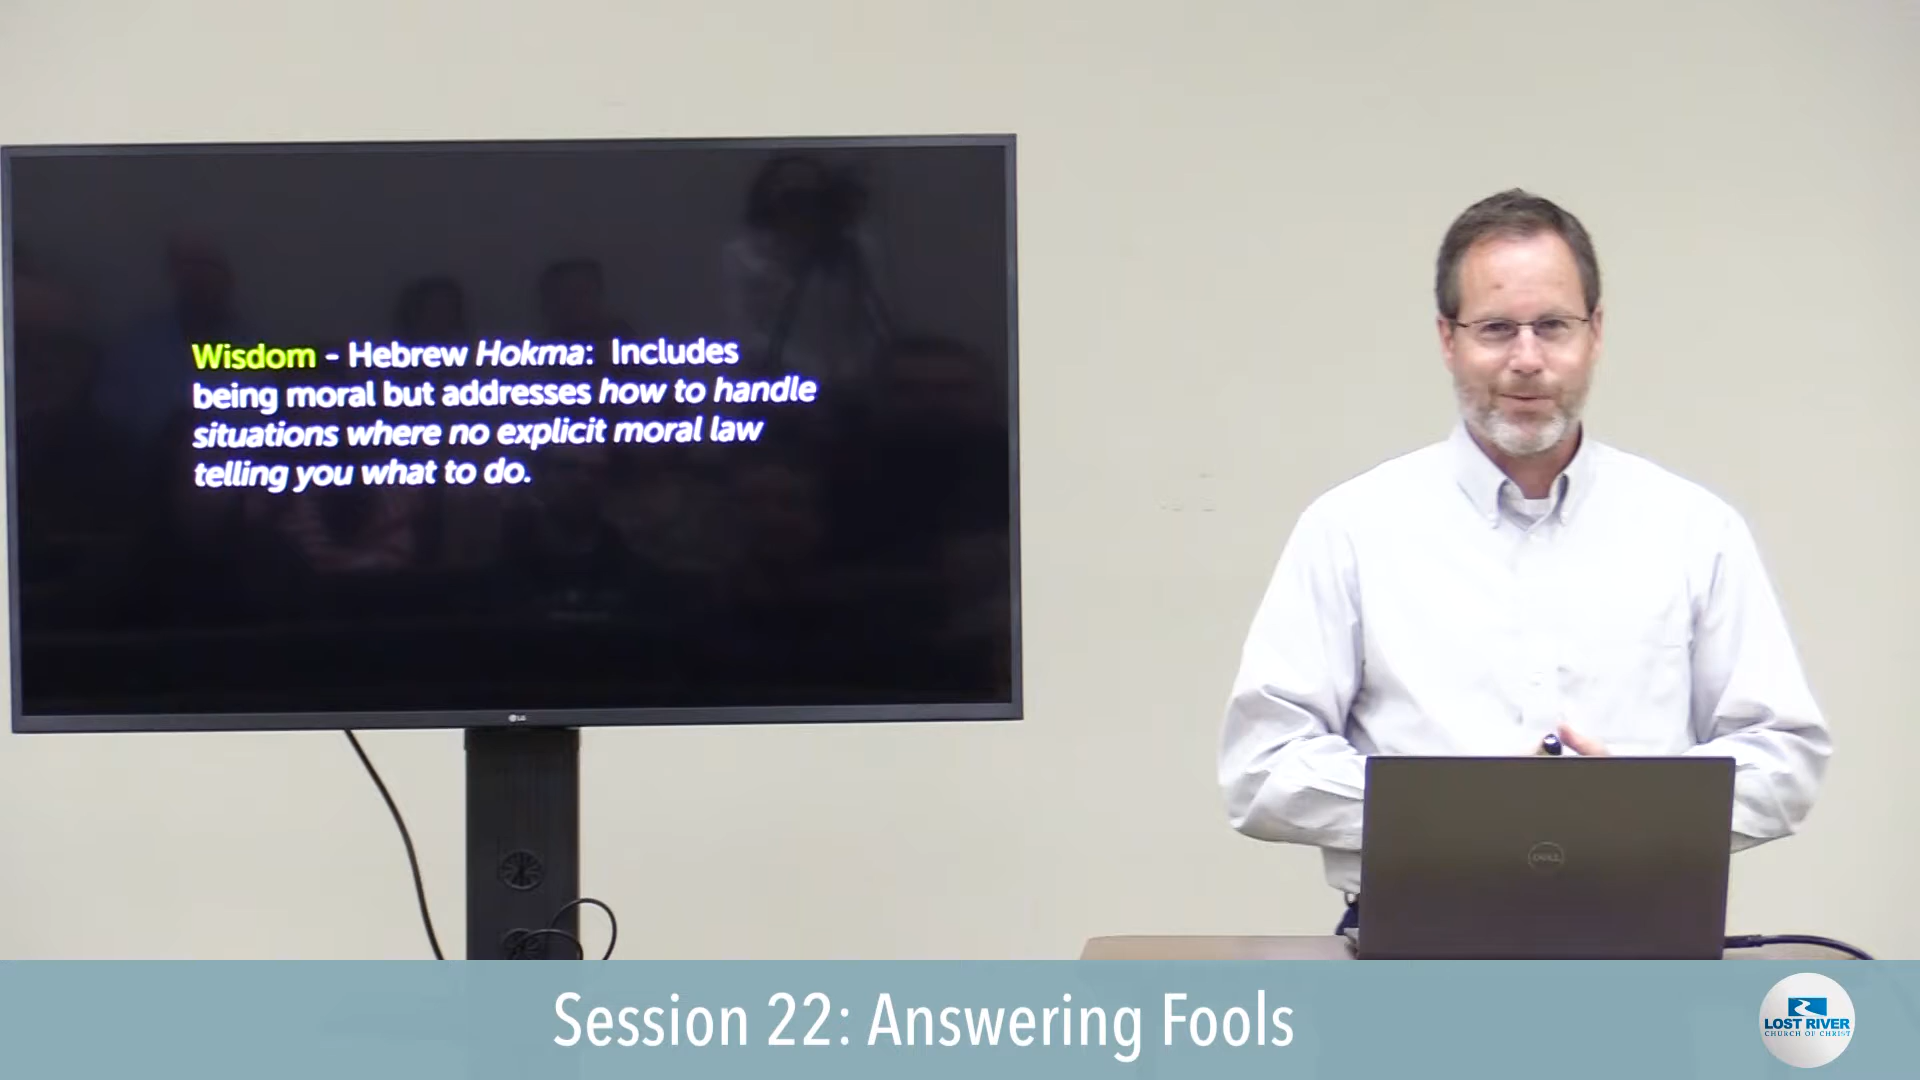 Wisdom - Hebrew Hokma: Includes
being moral but addresses how to handle
situations where no explicit moral law
telling you what to do.
LG
DELL
Session 22: Answering Fools
LOST RIVER
CHURCH OF CHRIST